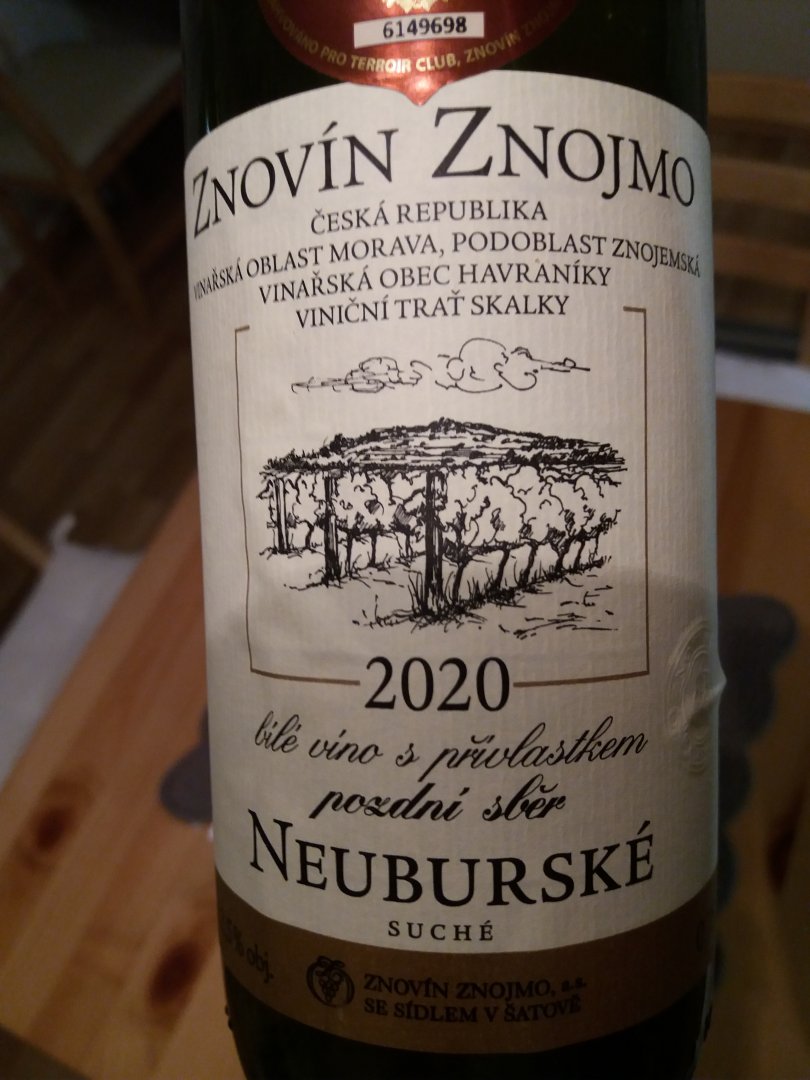 6149698
PRO TERROIR CLUB, ZNOVÍN
ZNOVÍN ZNOJMO
ČESKÁ REPUBLIKA
VINAŘSKÁ OBLAST MORAVA, PODOBLAST ZNOJEMSKÁ
VINAŘSKÁ OBEC HAVRANÍKY
VINIČNÍ TRAŤ SKALKY
2020
bílé víno s přívlastkem
pozdní sběr
NEUBURSKÉ
SUCHÉ
% obj.
ZNOVÍN ZNOJMO, a.s.
SE SÍDLEM V ŠATOVĚ